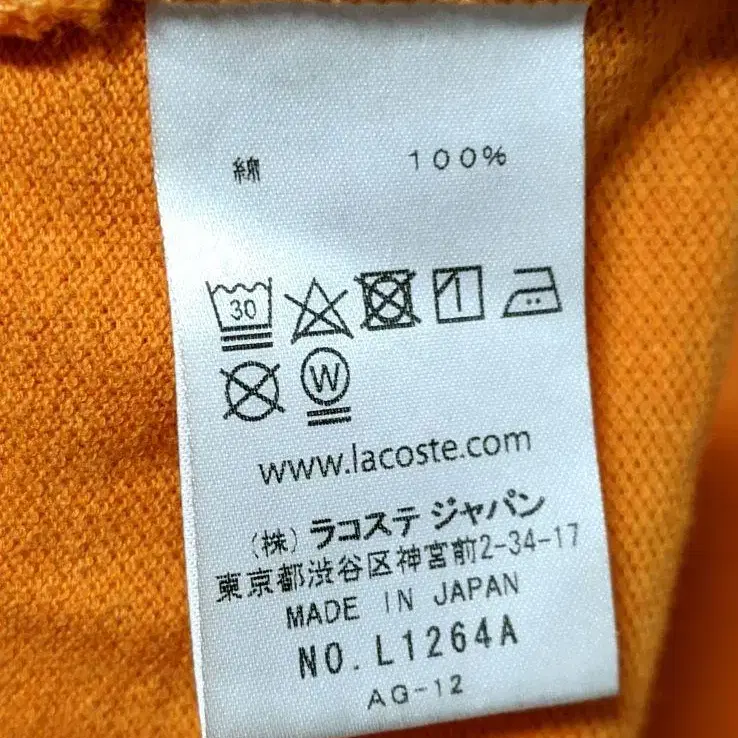 綿 100%
30
W
www.lacoste.com
(株) ラコステ ジャパン
東京都渋谷区神宮前2-34-17
MADE IN JAPAN
NO.L1264A
AG-12